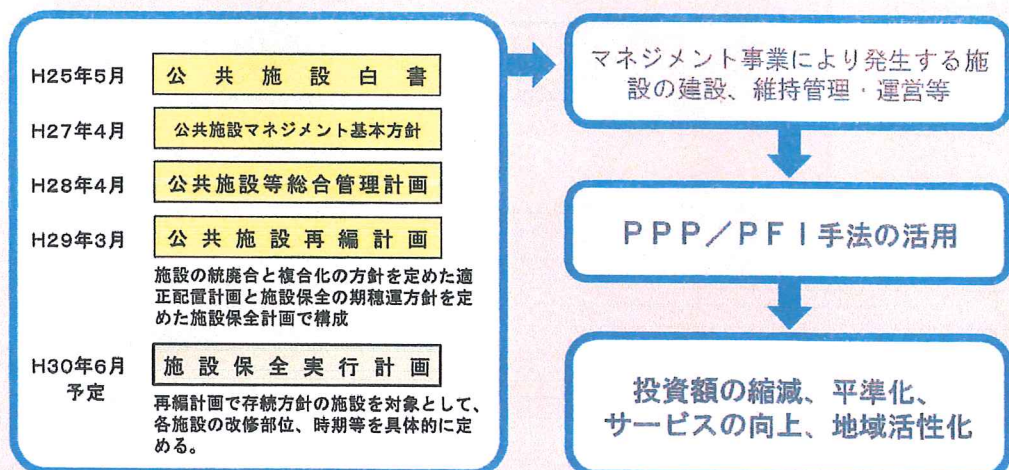 H25年5月 公共施設白書
H27年4月 公共施設マネジメント基本方針
H28年4月 公共施設等総合管理計画
H29年3月 公共施設再編計画
施設の統廃合と複合化の方針を定めた適
正配置計画と施設保全の期穂運方針を定
めた施設保全計画で構成
H30年6月 施設保全実行計画
予定
再編計画で存続方針の施設を対象として、
各施設の改修部位、時期等を具体的に定
める。
マネジメント事業により発生する施
設の建設、維持管理・運営等
PPP／PFI手法の活用
投資額の縮減、平準化、
サービスの向上、地域活性化